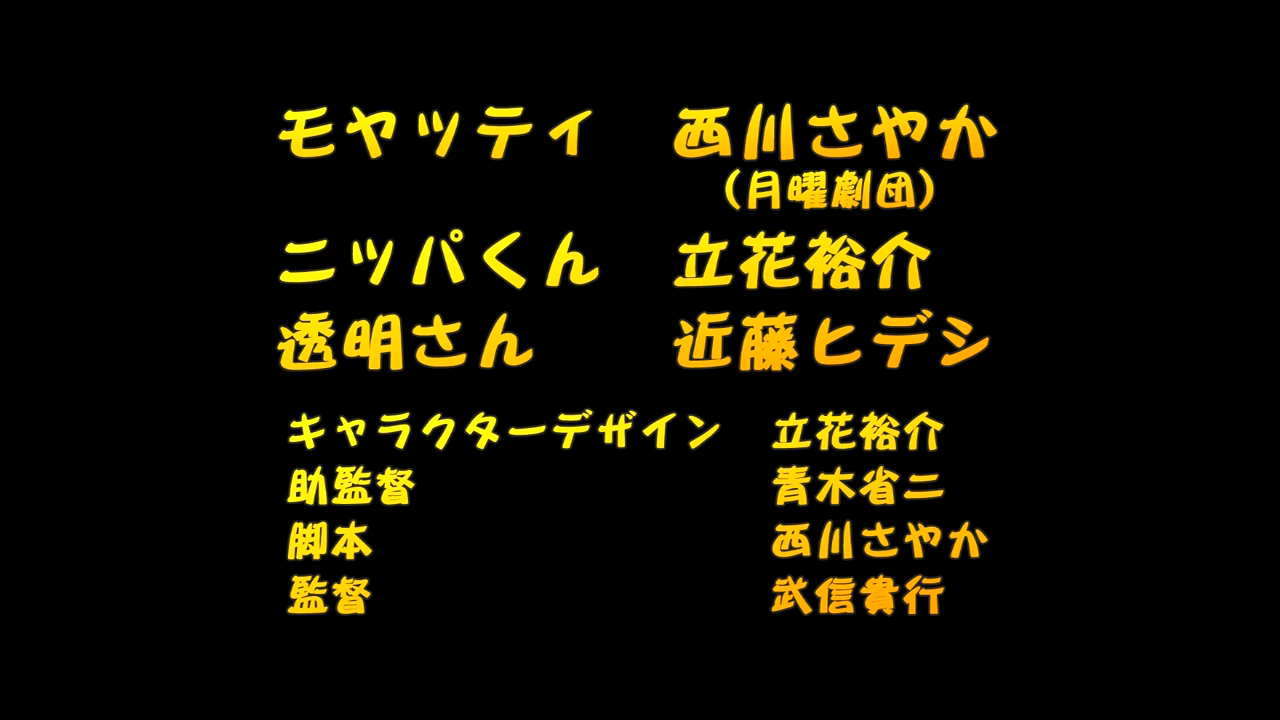 モヤッティ 西川さやか
(月曜劇団)
ニッパくん 立花裕介
透明さん 近藤ヒデシ
キャラクターデザイン 立花裕介
助監督 青木省二
脚本 西川さやか
監督 武信貴行